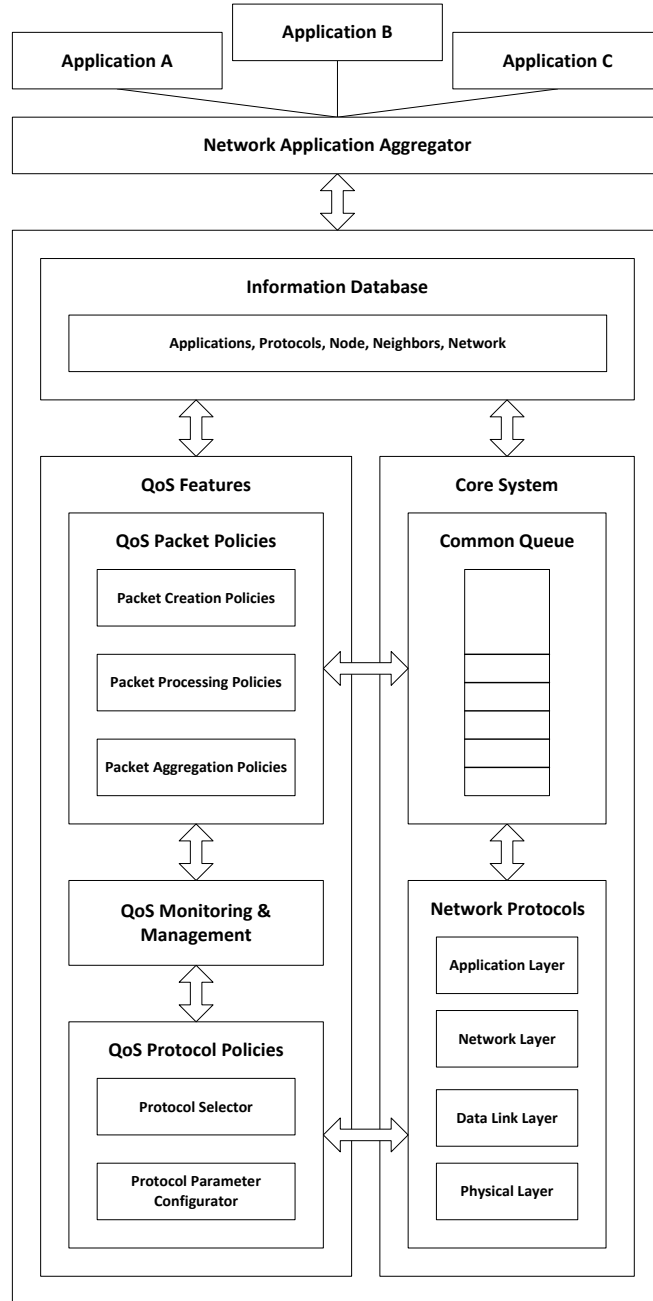 Application A
Application B
Application C
Network Application Aggregator
Information Database
Applications, Protocols, Node, Neighbors, Network
QoS Features
QoS Packet Policies
Packet Creation Policies
Packet Processing Policies
Packet Aggregation Policies
QoS Monitoring &
Management
QoS Protocol Policies
Protocol Selector
Protocol Parameter
Configurator
Core System
Common Queue
Network Protocols
Application Layer
Network Layer
Data Link Layer
Physical Layer